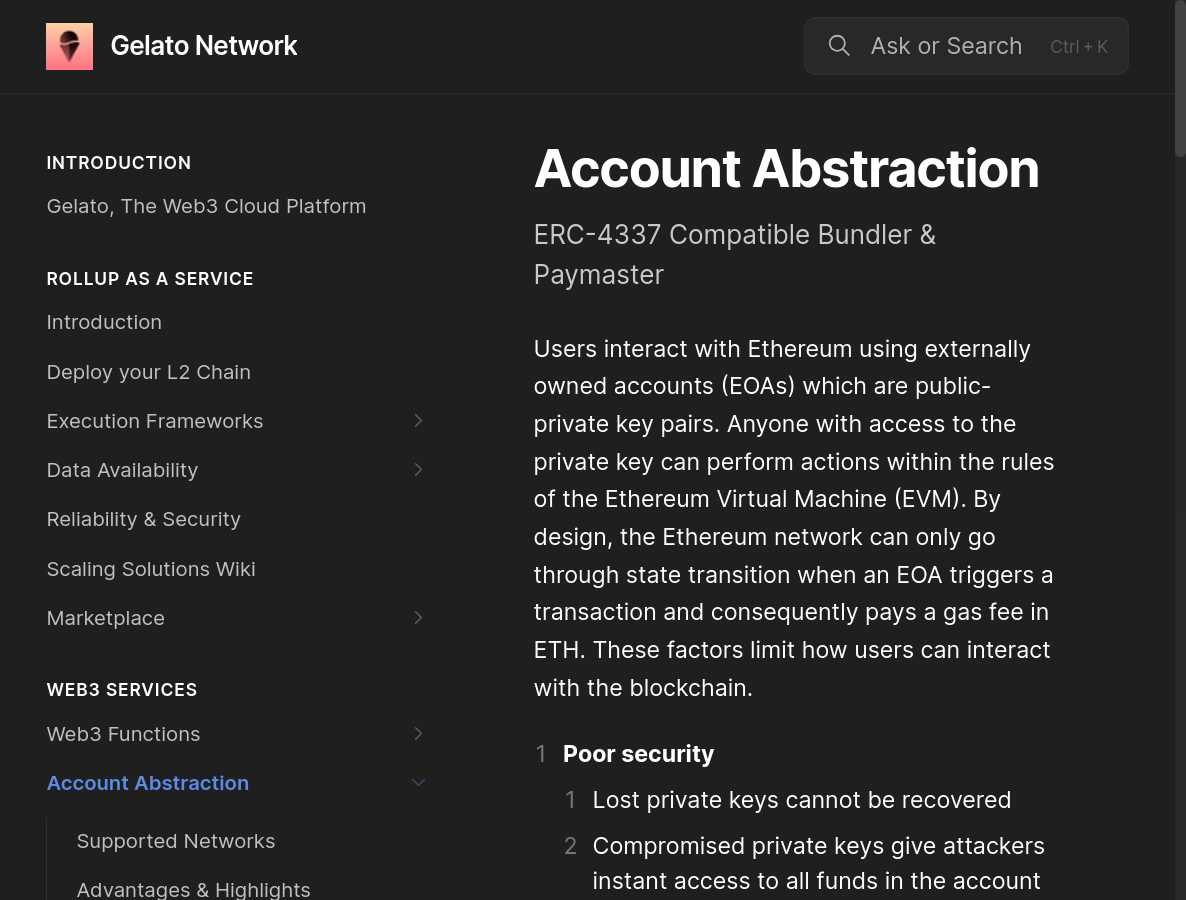 Gelato Network
Ask or Search Ctrl + K
INTRODUCTION
Gelato, The Web3 Cloud Platform
ROLLUP AS A SERVICE
Introduction
Deploy your L2 Chain
Execution Frameworks
Data Availability
Reliability & Security
Scaling Solutions Wiki
Marketplace
WEB3 SERVICES
Web3 Functions
Account Abstraction
Supported Networks
Advantages & Highlights
Account Abstraction
ERC-4337 Compatible Bundler &
Paymaster
Users interact with Ethereum using externally
owned accounts (EOAs) which are public-
private key pairs. Anyone with access to the
private key can perform actions within the rules
of the Ethereum Virtual Machine (EVM). By
design, the Ethereum network can only go
through state transition when an EOA triggers a
transaction and consequently pays a gas fee in
ETH. These factors limit how users can interact
with the blockchain.
1 Poor security
1 Lost private keys cannot be recovered
2 Compromised private keys give attackers
instant access to all funds in the account